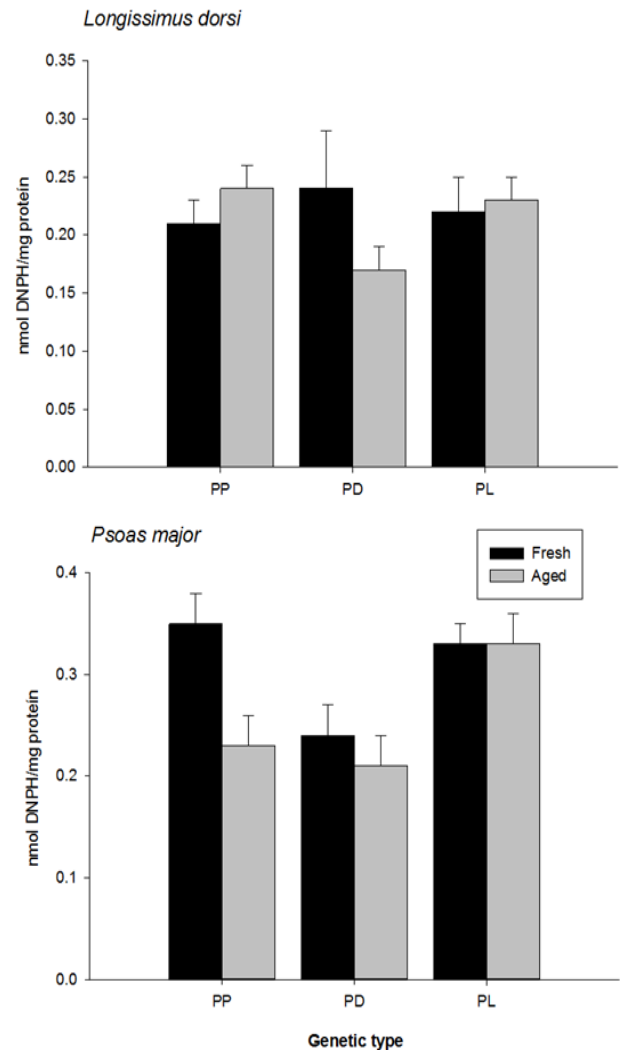 Longissimus dorsi
0.35
0.30
0.25
0.20
0.15
0.10
0.05
0.00
nmol DNPH/mg protein
PP PD PL
Psoas major
Fresh
Aged
0.4
0.3
0.2
0.1
0.0
nmol DNPH/mg protein
PP PD PL
Genetic type